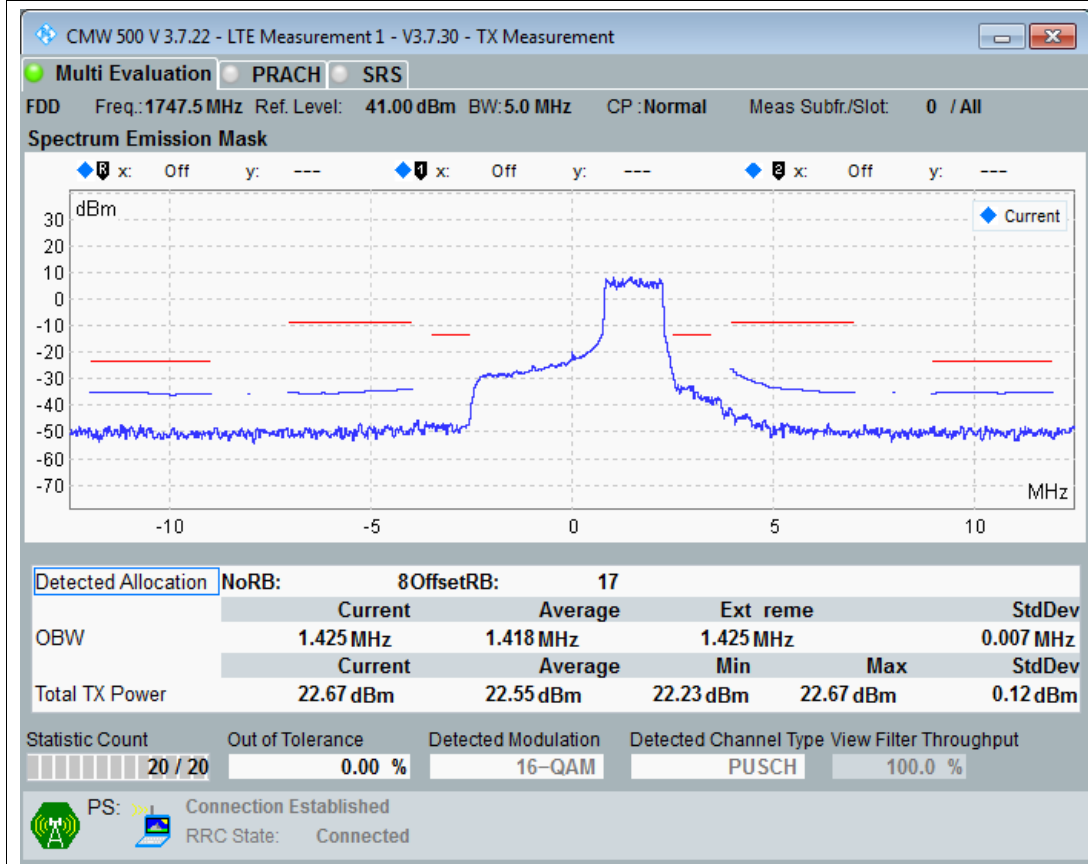 CMW 500 V 3.7.22 - LTE Measurement 1 - V3.7.30 - TX Measurement
Multi Evaluation PRACH SRS
FDD Freq.: 1747.5 MHz Ref. Level: 41.00 dBm BW: 5.0 MHz CP : Normal Meas Subfr./Slot: 0 / All
Spectrum Emission Mask
R x: Off y: --- 1 x: Off y: --- 2 x: Off y: ---
dBm
Current
30
20
10
0
-10
-20
-30
-40
-50
-60
-70
MHz
-10 -5 0 5 10
Detected Allocation NoRB: 8 OffsetRB: 17
Current Average Ext reme StdDev
OBW 1.425 MHz 1.418 MHz 1.425 MHz 0.007 MHz
Current Average Min Max StdDev
Total TX Power 22.67 dBm 22.55 dBm 22.23 dBm 22.67 dBm 0.12 dBm
Statistic Count Out of Tolerance Detected Modulation Detected Channel Type View Filter Throughput
20 / 20 0.00 % 16-QAM PUSCH 100.0 %
PS: Connection Established
RRC State: Connected